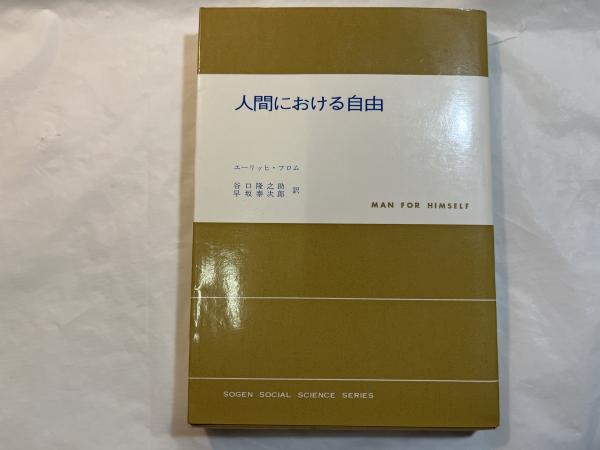 人間における自由
エーリッヒ・フロム
谷口隆之助
早坂泰次郎 訳
MAN FOR HIMSELF
SOGEN SOCIAL SCIENCE SERIES